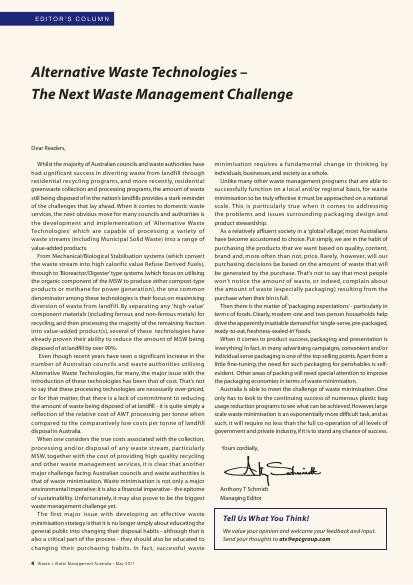 EDITOR'S COLUMN
Alternative Waste Technologies –
The Next Waste Management Challenge
Dear Readers,
Whilst the majority of Australian councils and waste authorities have
had significant success in diverting waste from landfill through
residential recycling programs, and more recently, residential
greenwaste collection and processing programs, the amount of waste
still being disposed of in the nation's landfills provides a stark reminder
of the challenges that lay ahead. When it comes to domestic waste
services, the next obvious move for many councils and authorities is
the development and implementation of 'Alternative Waste
Technologies' which are capable of processing a variety of
waste streams (including Municipal Solid Waste) into a range of
value-added products.
From Mechanical/Biological Stabilisation systems (which convert
the waste stream into high calorific value Refuse Derived Fuels),
through to 'Bioreactor/Digester' type systems (which focus on utilising
the organic component of the MSW to produce either compost-type
products or methane for power generation), the one common
denominator among these technologies is their focus on maximising
diversion of waste from landfill. By separating any 'high-value'
component materials (including ferrous and non-ferrous metals) for
recycling, and then processing the majority of the remaining fraction
into value-added product(s), several of these technologies have
already proven their ability to reduce the amount of MSW being
disposed of at landfill by over 90%.
Even though recent years have seen a significant increase in the
number of Australian councils and waste authorities utilising
Alternative Waste Technologies, for many, the major issue with the
introduction of these technologies has been that of cost. That's not
to say that these processing technologies are necessarily over-priced,
or for that matter, that there is a lack of commitment to reducing
the amount of waste being disposed of at landfill - it is quite simply a
reflection of the relative cost of AWT processing per tonne when
compared to the comparatively low costs per tonne of landfill
disposal in Australia.
When one considers the true costs associated with the collection,
processing and/or disposal of any waste stream, particularly
MSW, together with the cost of providing high quality recycling
and other waste management services, it is clear that another
major challenge facing Australian councils and waste authorities is
that of waste minimisation. Waste minimisation is not only a major
environmental imperative; it is also a financial imperative - the epitome
of sustainability. Unfortunately, it may also prove to be the biggest
waste management challenge yet.
The first major issue with developing an effective waste
minimisation strategy is that it is no longer simply about educating the
general public into changing their disposal habits - although that is
also a critical part of the process - they should also be educated to
changing their purchasing habits. In fact, successful waste
minimisation requires a fundamental change in thinking by
individuals, businesses, and society as a whole.
Unlike many other waste management programs that are able to
successfully function on a local and/or regional basis, for waste
minimisation to be truly effective it must be approached on a national
scale. This is particularly true when it comes to addressing
the problems and issues surrounding packaging design and
product stewardship.
As a relatively affluent society in a 'global village', most Australians
have become accustomed to choice. Put simply, we are in the habit of
purchasing the products that we want based on quality, content,
brand and, more often than not, price. Rarely, however, will our
purchasing decisions be based on the amount of waste that will
be generated by the purchase. That's not to say that most people
won't notice the amount of waste, or indeed, complain about
the amount of waste (especially packaging) resulting from the
purchase when their bin is full.
Then there is the matter of 'packaging expectations' - particularly in
terms of foods. Clearly, modern one and two-person households help
drive the apparently insatiable demand for 'single-serve, pre-packaged,
ready-to-eat, freshness-sealed-in' foods.
When it comes to product success, packaging and presentation is
'everything'. In fact, in many advertising campaigns, convenient and/or
individual serve packaging is one of the top selling points. Apart from a
little fine-tuning, the need for such packaging for perishables is self-
evident. Other areas of packing will need special attention to improve
the packaging economies in terms of waste minimisation.
Australia is able to meet the challenge of waste minimisation. One
only has to look to the continuing success of numerous plastic bag
usage reduction programs to see what can be achieved. However, large
scale waste minimisation is an exponentially more difficult task, and as
such, it will require no less than the full co-operation of all levels of
government and private industry, if it is to stand any chance of success.
Yours cordially,
Anthony T Schmidt
Managing Editor
Tell Us What You Think!
We value your opinion and welcome your feedback and input.
Send your thoughts to ats@epcgroup.com
4 Waste + Water Management Australia - May 2011